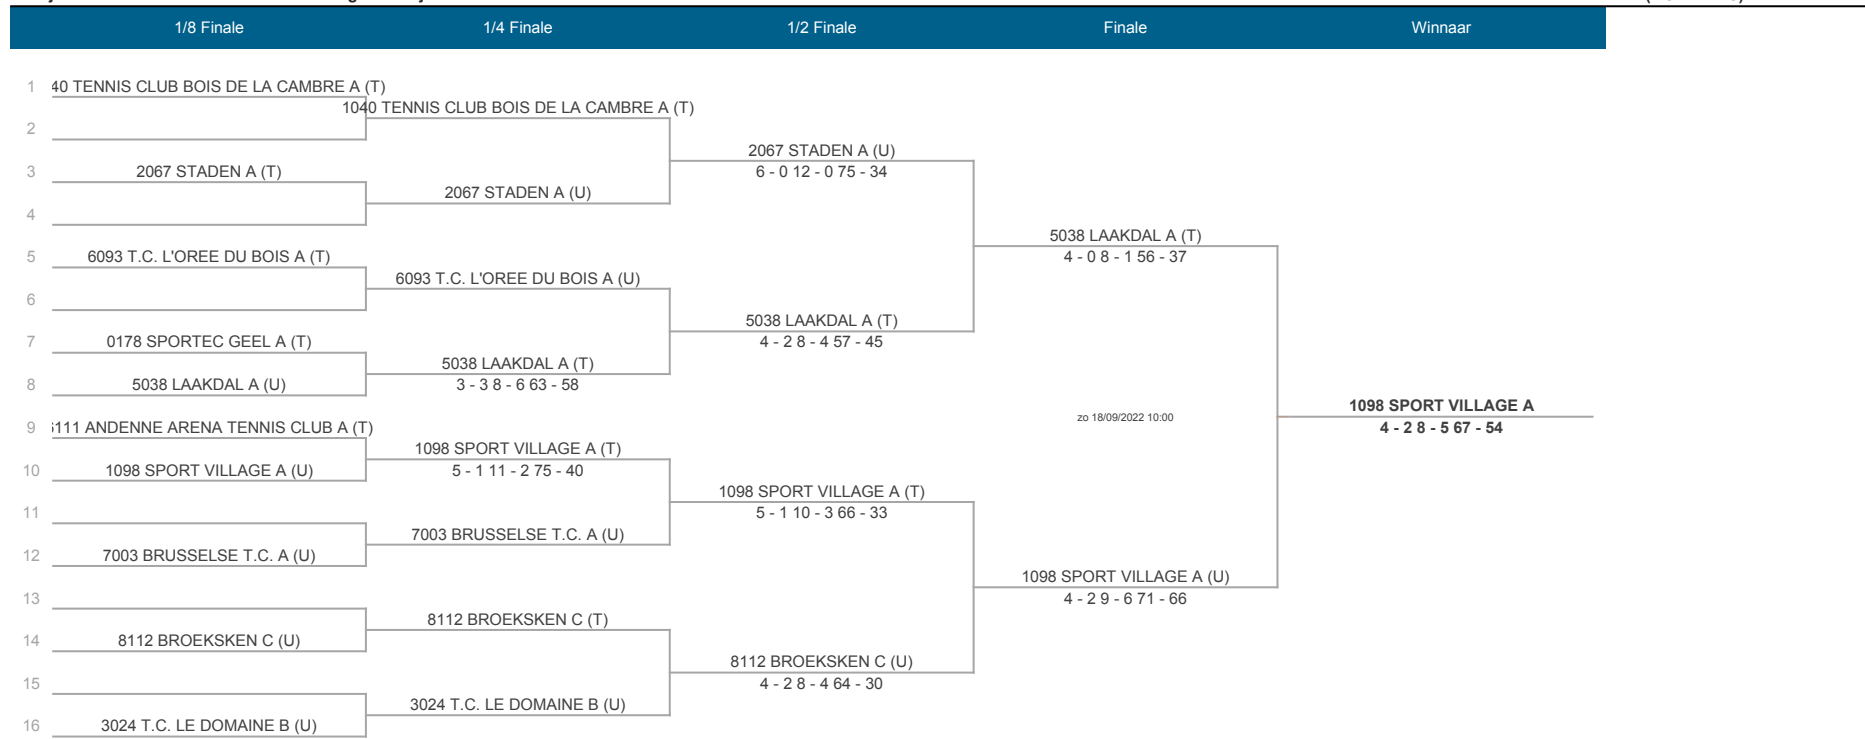 1/8 Finale 1/4 Finale 1/2 Finale Finale Winnaar
1 40 TENNIS CLUB BOIS DE LA CAMBRE A (T)
1040 TENNIS CLUB BOIS DE LA CAMBRE A (T)
2
2067 STADEN A (U)
3 2067 STADEN A (T)
6 - 0 12 - 0 75 - 34
2067 STADEN A (U)
4
5038 LAAKDAL A (T)
5 6093 T.C. L'OREE DU BOIS A (T)
4 - 0 8 - 1 56 - 37
6093 T.C. L'OREE DU BOIS A (U)
6
5038 LAAKDAL A (T)
7 0178 SPORTEC GEEL A (T)
4 - 2 8 - 4 57 - 45
5038 LAAKDAL A (T)
8 5038 LAAKDAL A (U)
3 - 3 8 - 6 63 - 58
1098 SPORT VILLAGE A
zo 18/09/2022 10:00
9 111 ANDENNE ARENA TENNIS CLUB A (T)
4 - 2 8 - 5 67 - 54
1098 SPORT VILLAGE A (T)
10 1098 SPORT VILLAGE A (U)
5 - 1 11 - 2 75 - 40
1098 SPORT VILLAGE A (T)
11
5 - 1 10 - 3 66 - 33
7003 BRUSSELSE T.C. A (U)
12 7003 BRUSSELSE T.C. A (U)
1098 SPORT VILLAGE A (U)
13
4 - 2 9 - 6 71 - 66
8112 BROEKSKEN C (T)
14 8112 BROEKSKEN C (U)
8112 BROEKSKEN C (U)
15
4 - 2 8 - 4 64 - 30
3024 T.C. LE DOMAINE B (U)
16 3024 T.C. LE DOMAINE B (U)